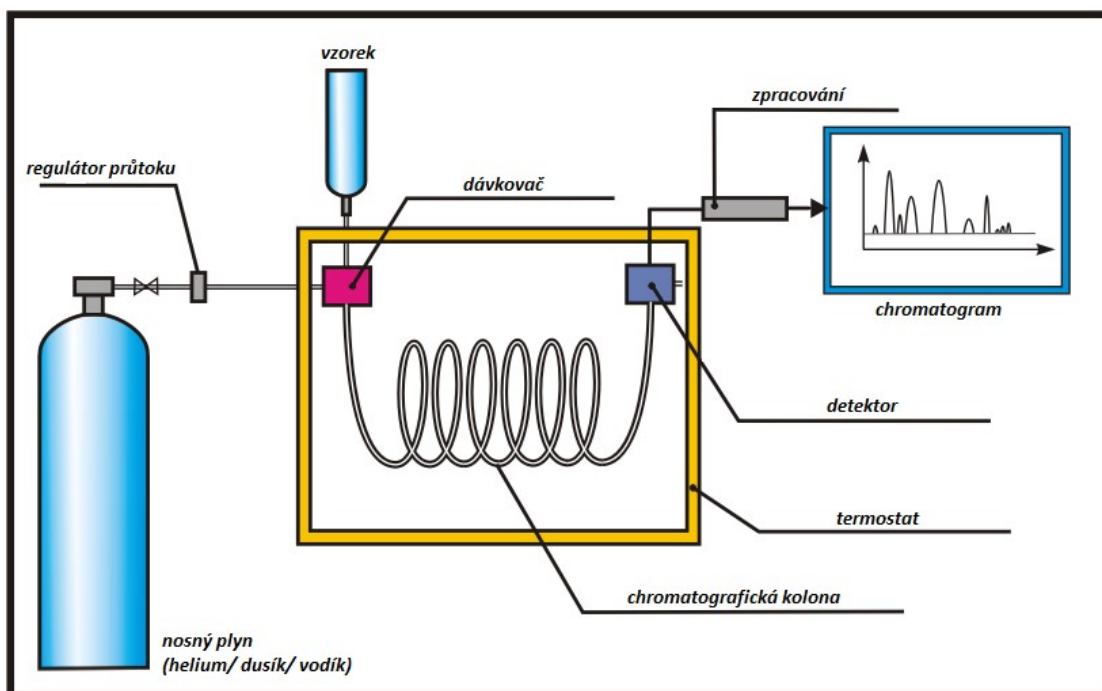 vzorek
zpracování
regulátor průtoku
dávkovač
chromatogram
detektor
termostat
chromatografická kolona
nosný plyn
(helium/ dusík/ vodík)